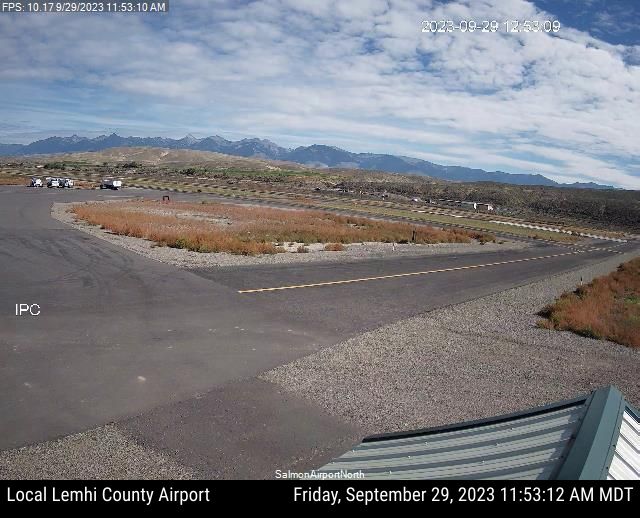 FPS: 10.17 9/29/2023 11:53:10 AM
2023-09-29 12:53:09
IPC
SalmonAirportNorth
Local Lemhi County Airport Friday, September 29, 2023 11:53:12 AM MDT